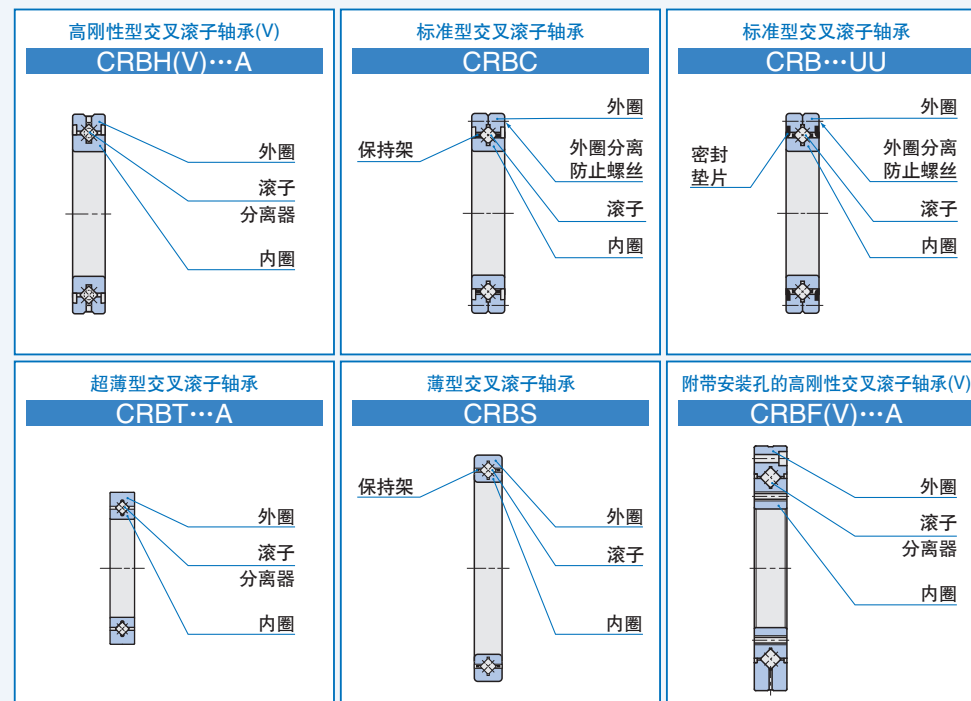 高刚性型交叉滚子轴承(V)
CRBH(V)…A
外圈
滚子
分离器
内圈
标准型交叉滚子轴承
CRBC
保持架
外圈
外圈分离
防止螺丝
滚子
内圈
标准型交叉滚子轴承
CRB…UU
密封
垫片
外圈
外圈分离
防止螺丝
滚子
内圈
超薄型交叉滚子轴承
CRBT…A
外圈
滚子
分离器
内圈
薄型交叉滚子轴承
CRBS
保持架
外圈
滚子
内圈
附带安装孔的高刚性交叉滚子轴承(V)
CRBF(V)…A
外圈
滚子
分离器
内圈